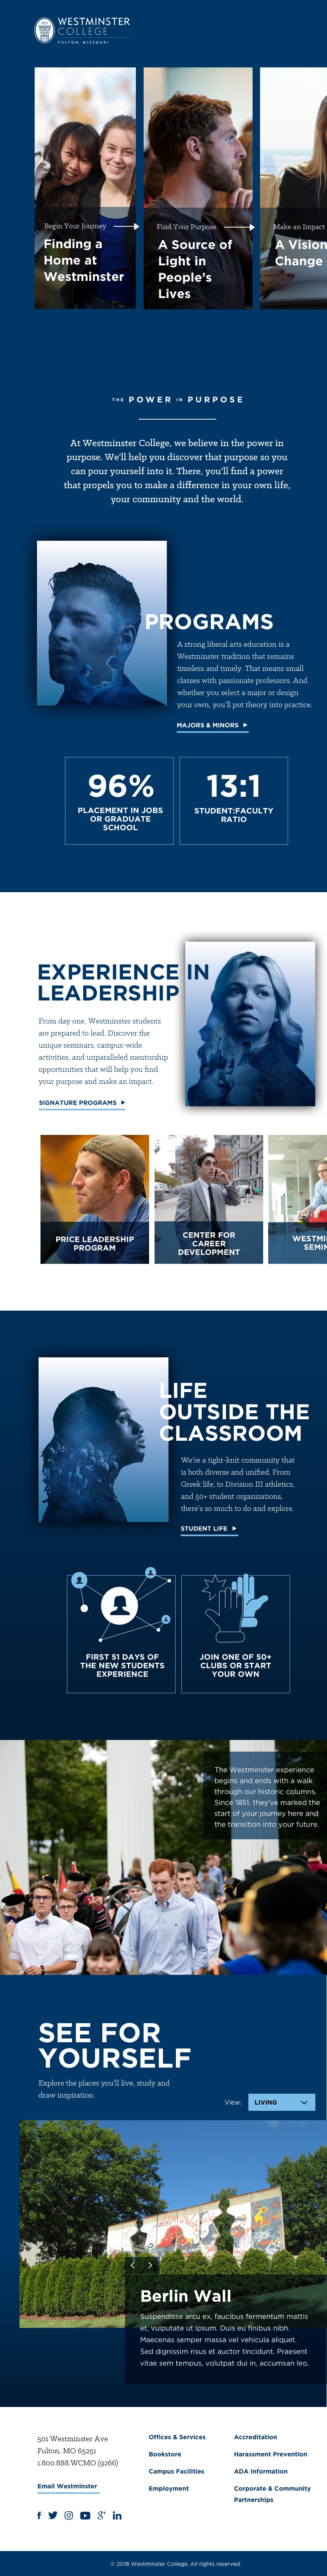 WESTMINSTER
COLLEGE
FULTON, MISSOURI
Begin Your Journey
Finding a
Home at
Westminster
Find Your Purpose
A Source of
Light in
People's
Lives
Make an Impact
A Vision
Change
THE POWER IN PURPOSE
At Westminster College, we believe in the power in
purpose. We'll help you discover that purpose so you
can pour yourself into it. There, you'll find a power
that propels you to make a difference in your own life,
your community and the world.
PROGRAMS
A strong liberal arts education is a
Westminster tradition that remains
timeless and timely. That means small
classes with passionate professors. And
whether you select a major or design
your own, you'll put theory into practice.
MAJORS & MINORS
96%
PLACEMENT IN JOBS
OR GRADUATE
SCHOOL
13:1
STUDENT:FACULTY
RATIO
EXPERIENCE IN
LEADERSHIP
From day one, Westminster students
are prepared to lead. Discover the
unique seminars, campus-wide
activities, and unparalleled mentorship
opportunities that will help you find
your purpose and make an impact.
SIGNATURE PROGRAMS
PRICE LEADERSHIP
PROGRAM
CENTER FOR
CAREER
DEVELOPMENT
WESTMI
SEMI
LIFE
OUTSIDE THE
CLASSROOM
We're a tight-knit community that
is both diverse and unified. From
Greek life, to Division III athletics,
and 50+ student organizations,
there's so much to do and explore.
STUDENT LIFE
FIRST 51 DAYS OF
THE NEW STUDENTS
EXPERIENCE
JOIN ONE OF 50+
CLUBS OR START
YOUR OWN
The Westminster experience
begins and ends with a walk
through our historic columns.
Since 1851, they've marked the
start of your journey here and
the transition into your future.
SEE FOR
YOURSELF
Explore the places you'll live, study and
draw inspiration.
View:
LIVING
Berlin Wall
Suspendisse arcu ex, faucibus fermentum mattis
et, vulputate ut ipsum. Duis eu finibus nibh.
Maecenas semper massa vel vehicula aliquet.
Sed dignissim risus et auctor tincidunt. Praesent
vitae sem tempus, volutpat dui in, accumsan leo.
501 Westminster Ave
Fulton, MO 65251
1.800.888.WCMO (9266)
Email Westminster
Offices & Services
Bookstore
Campus Facilities
Employment
Accreditation
Harassment Prevention
ADA Information
Corporate & Community
Partnerships
© 2018 Westminster College. All rights reserved.